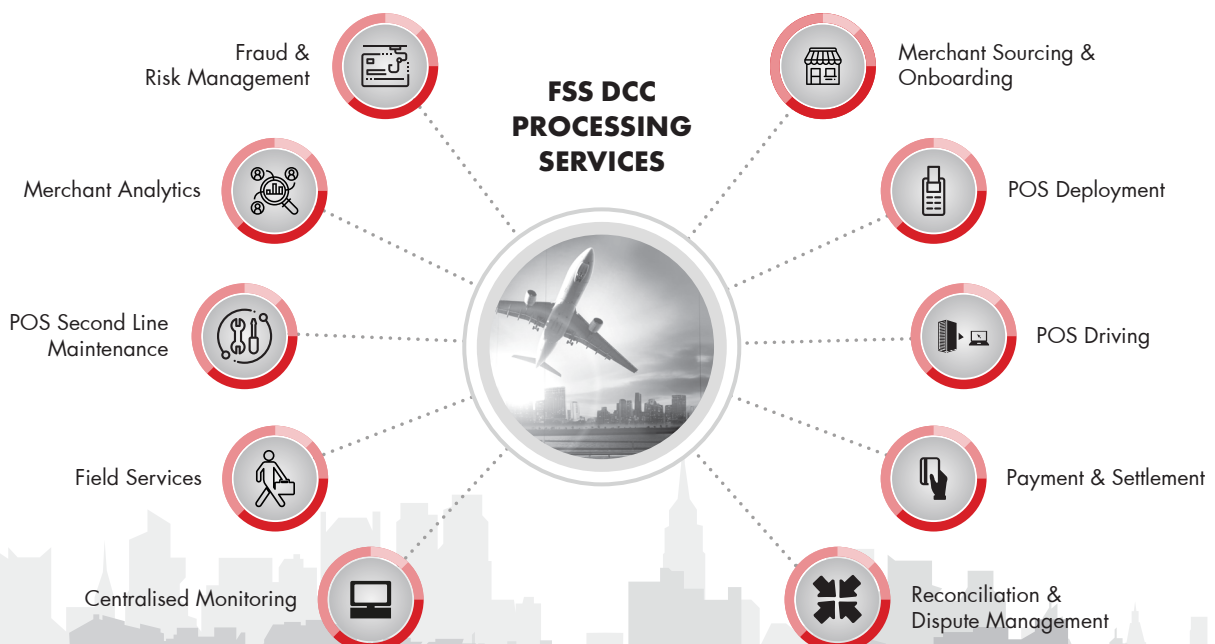 FSS DCC
PROCESSING
SERVICES
Fraud &
Risk Management
Merchant Analytics
POS Second Line
Maintenance
Field Services
Centralised Monitoring
Merchant Sourcing &
Onboarding
POS Deployment
POS Driving
Payment & Settlement
Reconciliation &
Dispute Management